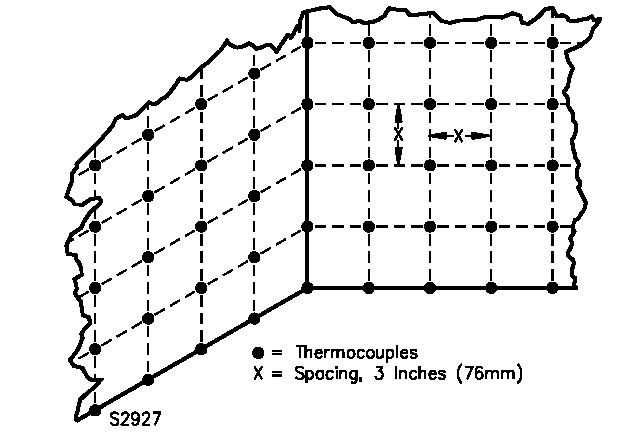 X
X
● = Thermocouples
X = Spacing, 3 Inches (76mm)
S2927